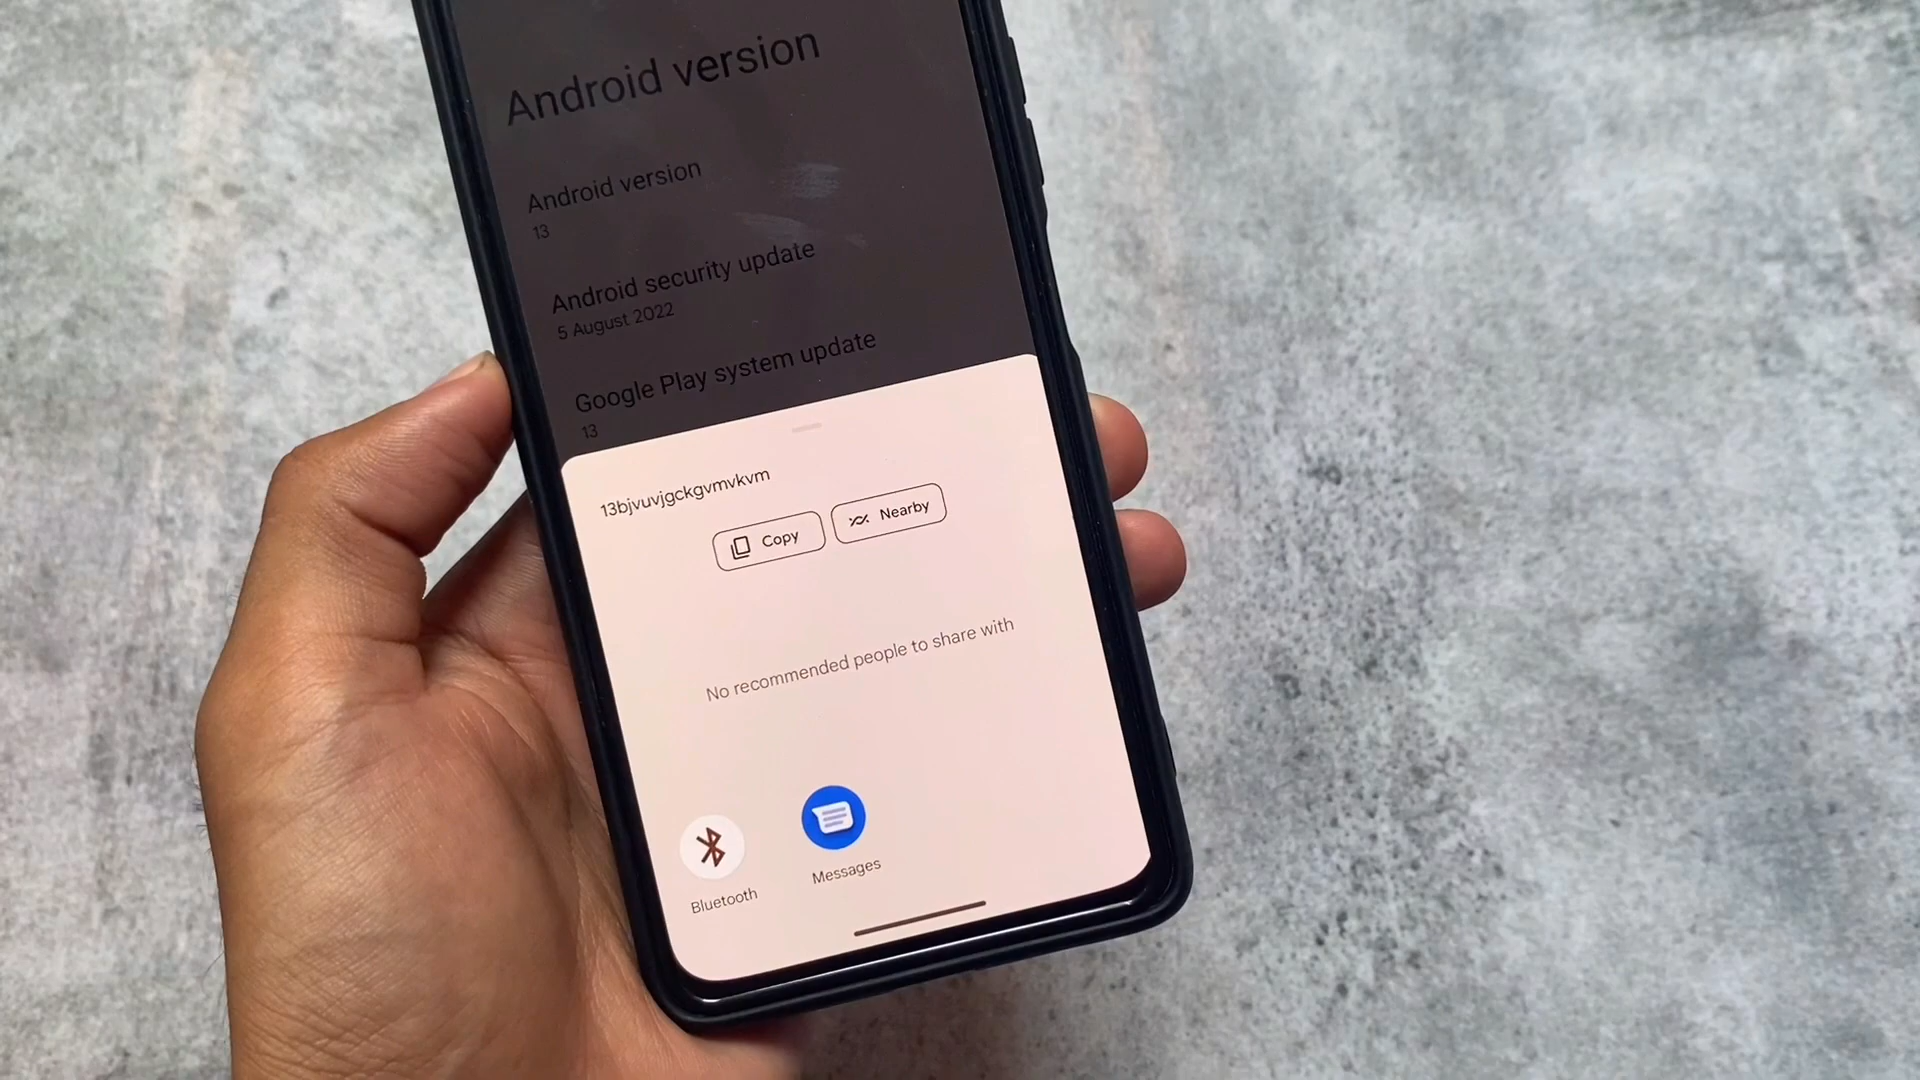 Android version
Android version
13
Android security update
5 August 2022
Google Play system update
13
13bjvuvjgckgvmvkvm
Copy
Nearby
No recommended people to share with
Bluetooth
Messages